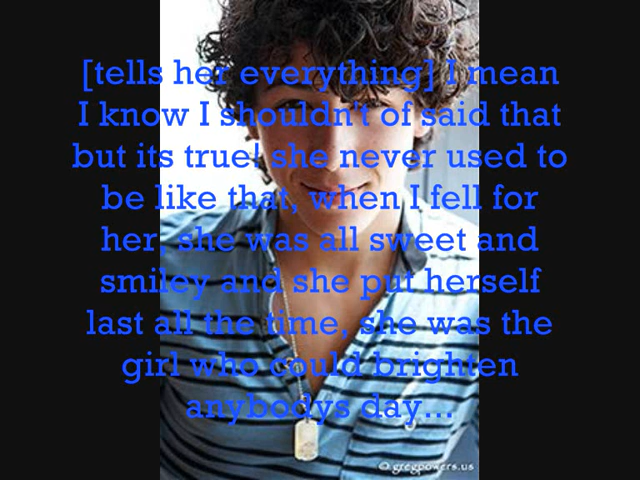 [tells her everything] I mean
I know I shouldn't of said that
but its true! she never used to
be like that, when I fell for
her, she was all sweet and
smiley and she put herself
last all the time, she was the
girl who could brighten
anybodys day...
© gregpowers.us